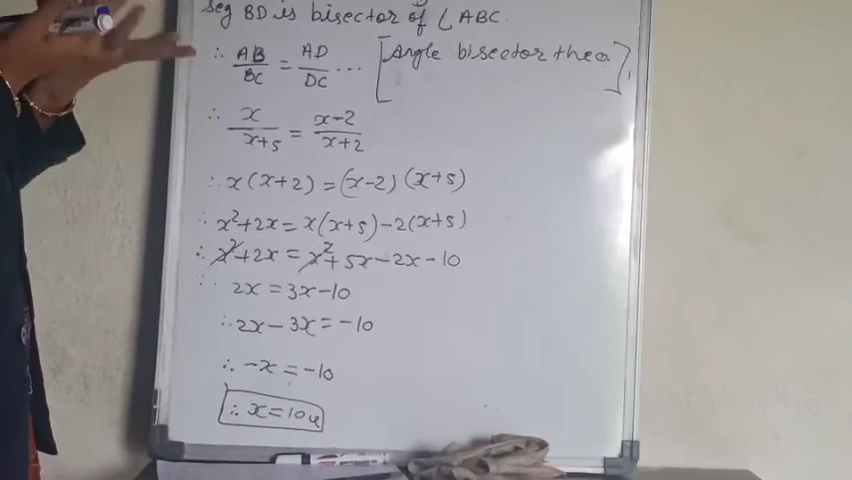 seg BD is bisector of ∠ABC.
∴ AB/BC = AD/DC ... [Angle bisector theo]
∴ x/x+5 = x-2/x+2
∴ x(x+2) = (x-2)(x+5)
∴ x²+2x = x(x+5)-2(x+5)
∴ x²+2x = x²+5x-2x-10
∴ 2x = 3x-10
∴ 2x-3x = -10
∴ -x = -10
∴ x = 10